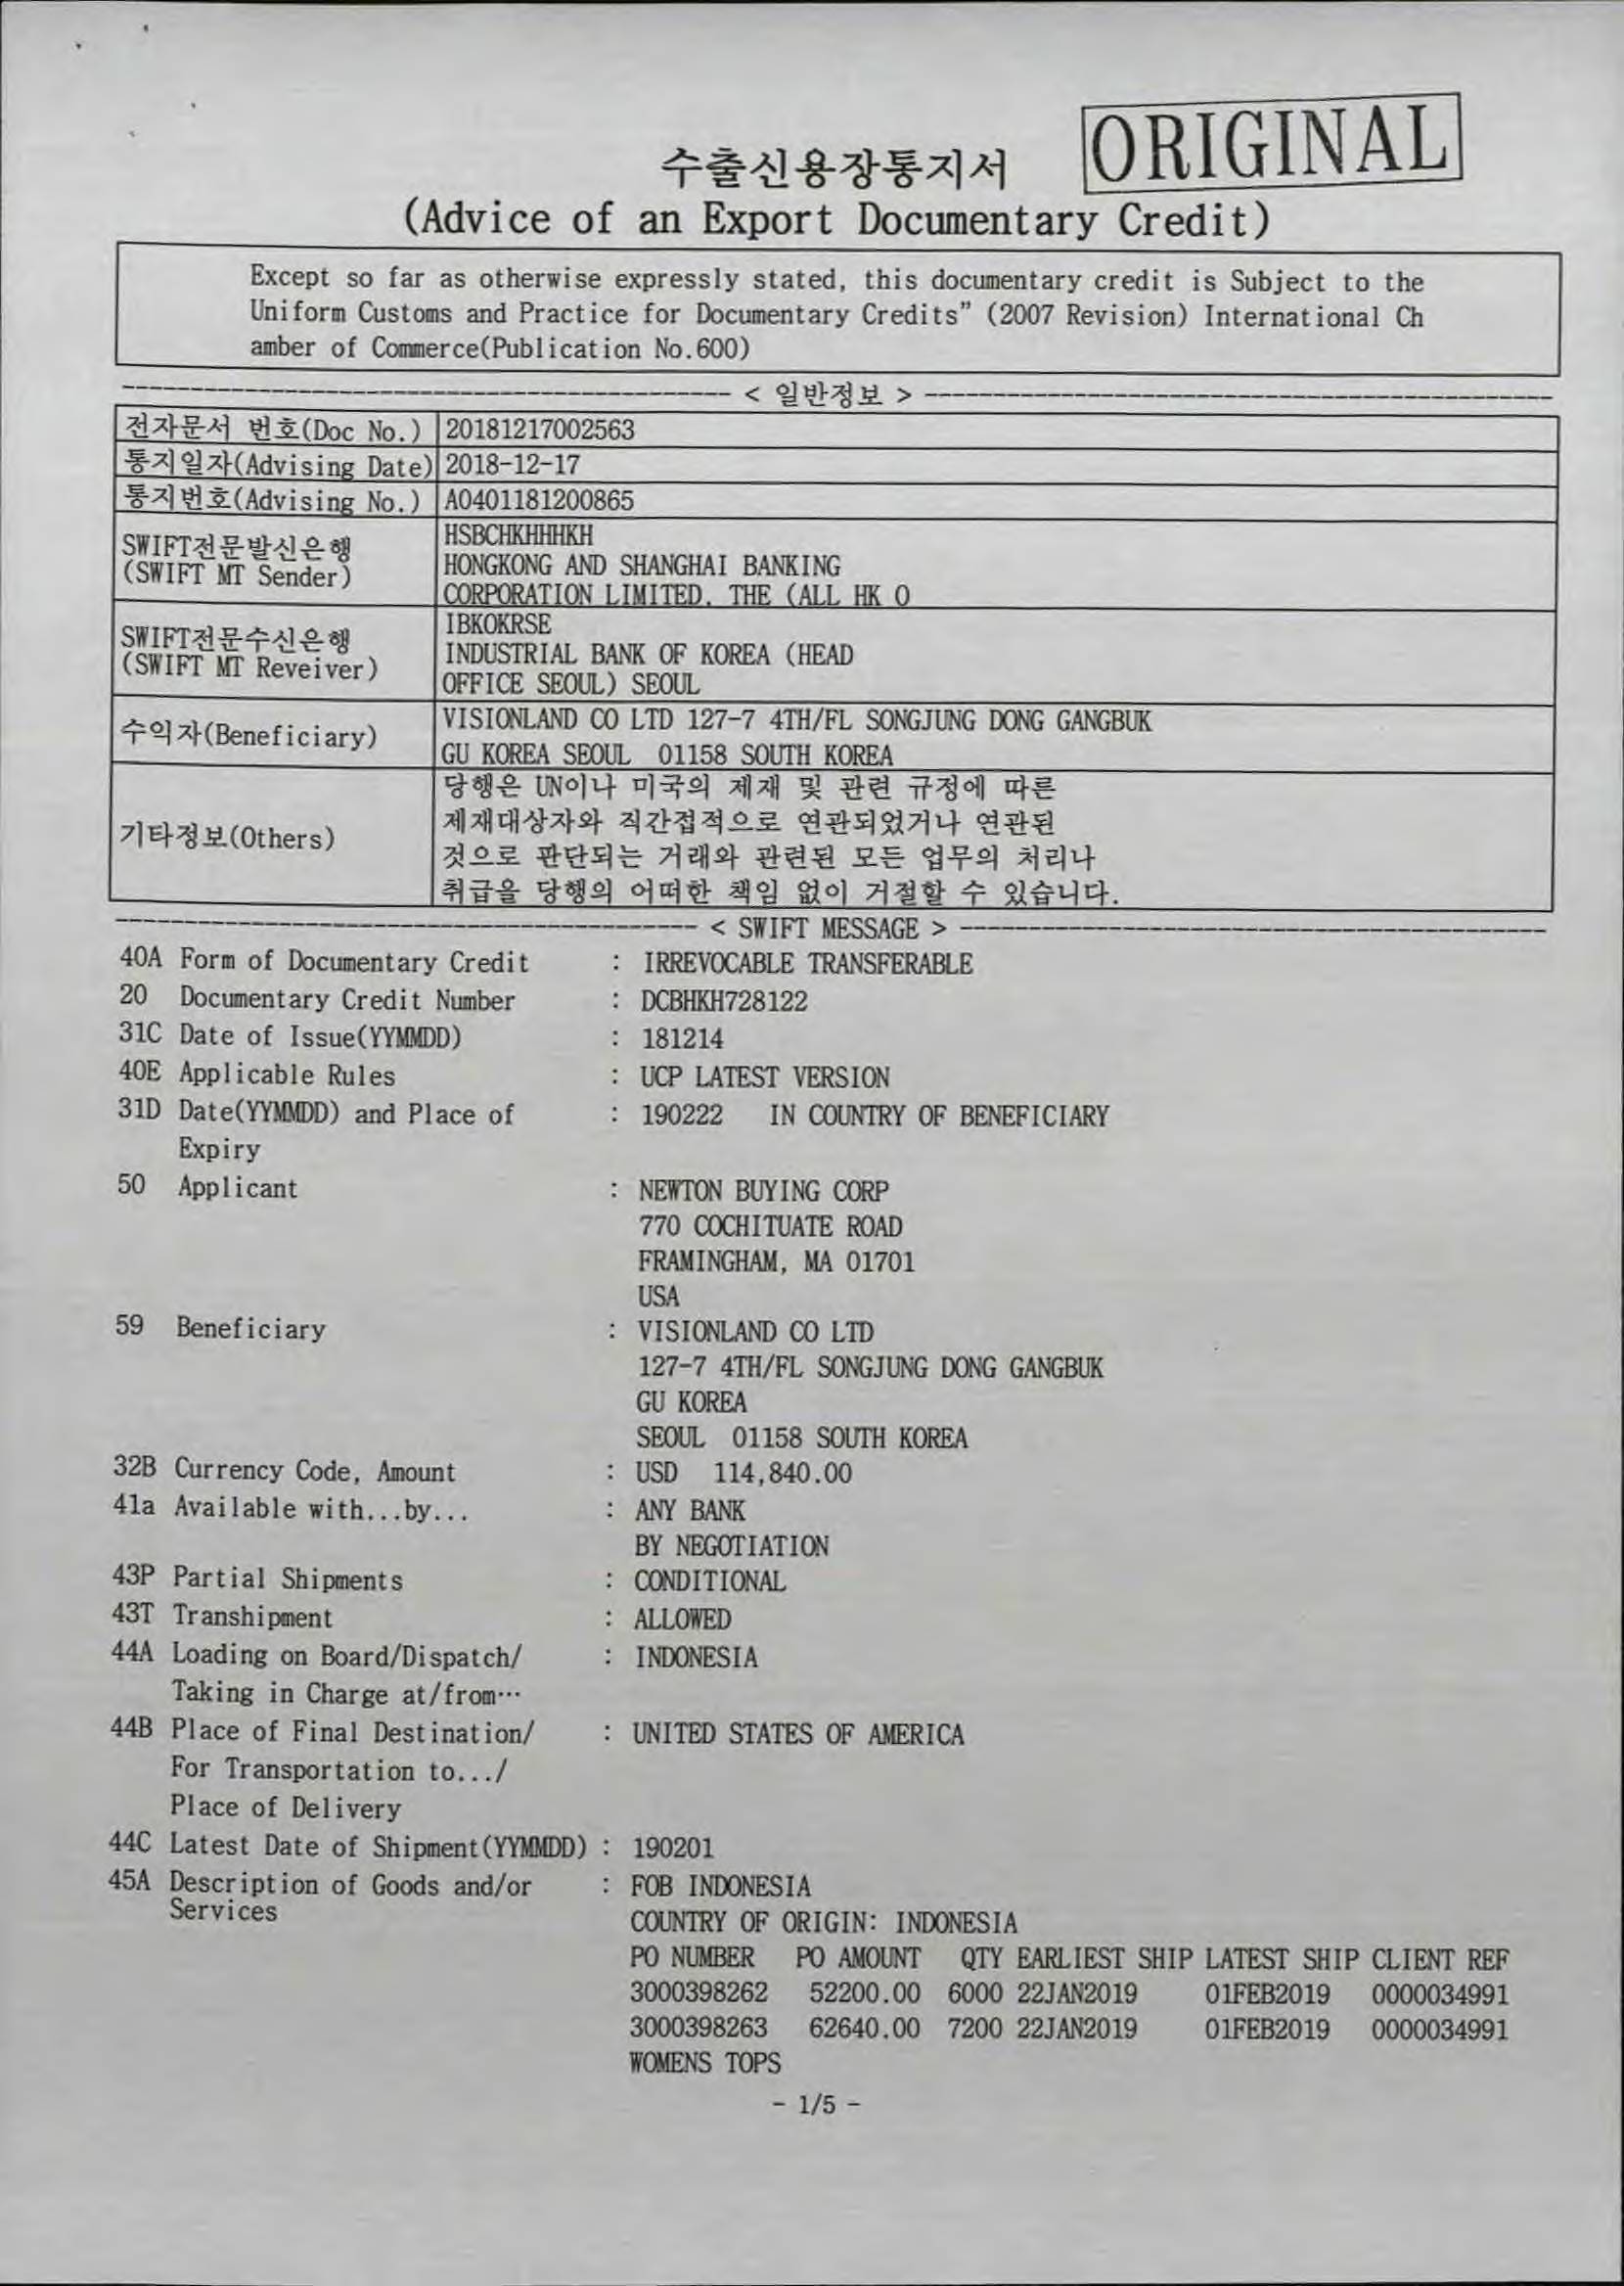 ORIGINAL
수출신용장통지서
(Advice of an Export Documentary Credit)
Except so far as otherwise expressly stated, this documentary credit is Subject to the
Uniform Customs and Practice for Documentary Credits” (2007 Revision) International Ch
amber of Commerce(Publication No.600)
< 일반정보 >
전자문서 번호(Doc No.) 20181217002563
통지일자(Advising Date) 2018-12-17
통지번호(Advising No.) A0401181200865
SWIFT전문발신은행
(SWIFT MT Sender)
HSBCHKHHHKH
HONGKONG AND SHANGHAI BANKING
CORPORATION LIMITED, THE (ALL HK O
SWIFT전문수신은행
(SWIFT MT Reveiver)
IBKOKRSE
INDUSTRIAL BANK OF KOREA (HEAD
OFFICE SEOUL) SEOUL
수익자(Beneficiary)
VISIONLAND CO LTD 127-7 4TH/FL SONGJUNG DONG GANGBUK
GU KOREA SEOUL 01158 SOUTH KOREA
기타정보(Others)
당행은 UN이나 미국의 제재 및 관련 규정에 따른
제재대상자와 직간접적으로 연관되었거나 연관된
것으로 판단되는 거래와 관련된 모든 업무의 처리나
취급을 당행의 어떠한 책임 없이 거절할 수 있습니다.
< SWIFT MESSAGE >
40A Form of Documentary Credit : IRREVOCABLE TRANSFERABLE
20 Documentary Credit Number : DCBHKH728122
31C Date of Issue(YYMMDD) : 181214
40E Applicable Rules : UCP LATEST VERSION
31D Date(YYMMDD) and Place of : 190222 IN COUNTRY OF BENEFICIARY
Expiry
50 Applicant : NEWTON BUYING CORP
770 COCHITUATE ROAD
FRAMINGHAM, MA 01701
USA
59 Beneficiary : VISIONLAND CO LTD
127-7 4TH/FL SONGJUNG DONG GANGBUK
GU KOREA
SEOUL 01158 SOUTH KOREA
32B Currency Code, Amount : USD 114,840.00
41a Available with...by... : ANY BANK
BY NEGOTIATION
43P Partial Shipments : CONDITIONAL
43T Transhipment : ALLOWED
44A Loading on Board/Dispatch/ : INDONESIA
Taking in Charge at/from…
44B Place of Final Destination/ : UNITED STATES OF AMERICA
For Transportation to.../
Place of Delivery
44C Latest Date of Shipment(YYMMDD) : 190201
45A Description of Goods and/or : FOB INDONESIA
Services
COUNTRY OF ORIGIN: INDONESIA
PO NUMBER PO AMOUNT QTY EARLIEST SHIP LATEST SHIP CLIENT REF
3000398262 52200.00 6000 22JAN2019 01FEB2019 0000034991
3000398263 62640.00 7200 22JAN2019 01FEB2019 0000034991
WOMENS TOPS
- 1/5 -